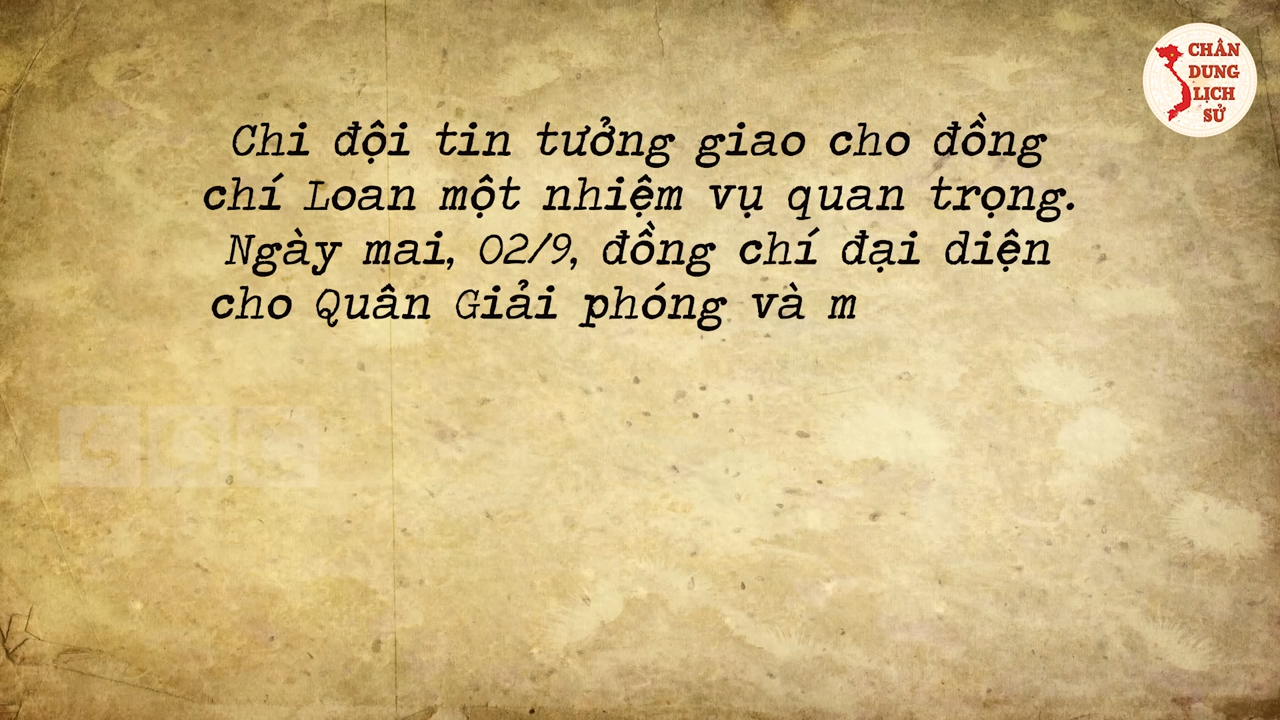 Chi đội tin tưởng giao cho đồng
chí Loan một nhiệm vụ quan trọng.
Ngày mai, 02/9, đồng chí đại diện
cho Quân Giải phóng và m
CHÂN
DUNG
LỊCH
SỬ